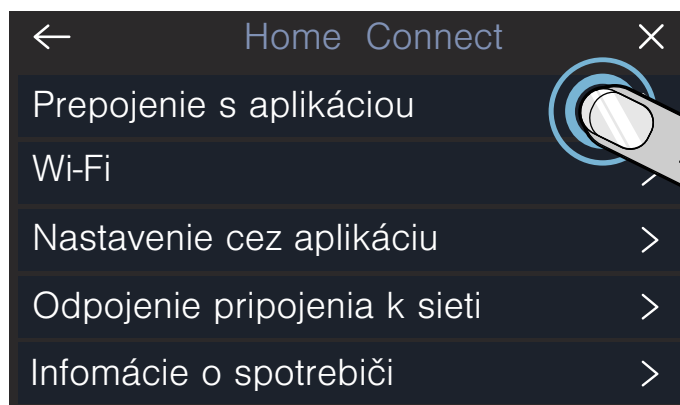 Home Connect
Prepojenie s aplikáciou
Wi-Fi
Nastavenie cez aplikáciu
Odpojenie pripojenia k sieti
Infomácie o spotrebiči